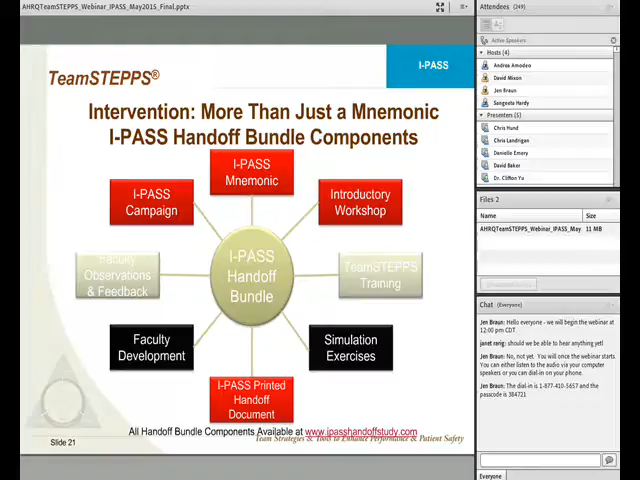 AHRQTeamSTEPPS_Webinar_IPASS_May2015_Final.pptx
TeamSTEPPS®
I-PASS
Intervention: More Than Just a Mnemonic
I-PASS Handoff Bundle Components
I-PASS
Mnemonic
I-PASS
Campaign
Introductory
Workshop
Faculty
Observations
& Feedback
I-PASS
Handoff
Bundle
TeamSTEPPS
Training
Faculty
Development
Simulation
Exercises
I-PASS Printed
Handoff
Document
All Handoff Bundle Components Available at www.ipasshandoffstudy.com
Team Strategies & Tools to Enhance Performance & Patient Safety
Slide 21
Attendees (249)
Active Speakers
Hosts (4)
Andrea Amodeo
David Mixon
Jen Braun
Sangeeta Hardy
Presenters (5)
Chris Hund
Chris Landrigan
Danielle Emery
David Baker
Dr. Clifton Yu
Files 2
Name Size
AHRQTeamSTEPPS_Webinar_IPASS_May 11 MB
Chat (Everyone)
Jen Braun: Hello everyone - we will begin the webinar at
12:00 pm CDT.
janet rarig: should we be able to hear anything yetl
Jen Braun: No, not yet. You will once the webinar starts.
You can either listen to the audio via your computer
speakers or you can dial-in on your phone.
Jen Braun: The dial-in is 1-877-410-5657 and the
passcode is 384721
Everyone